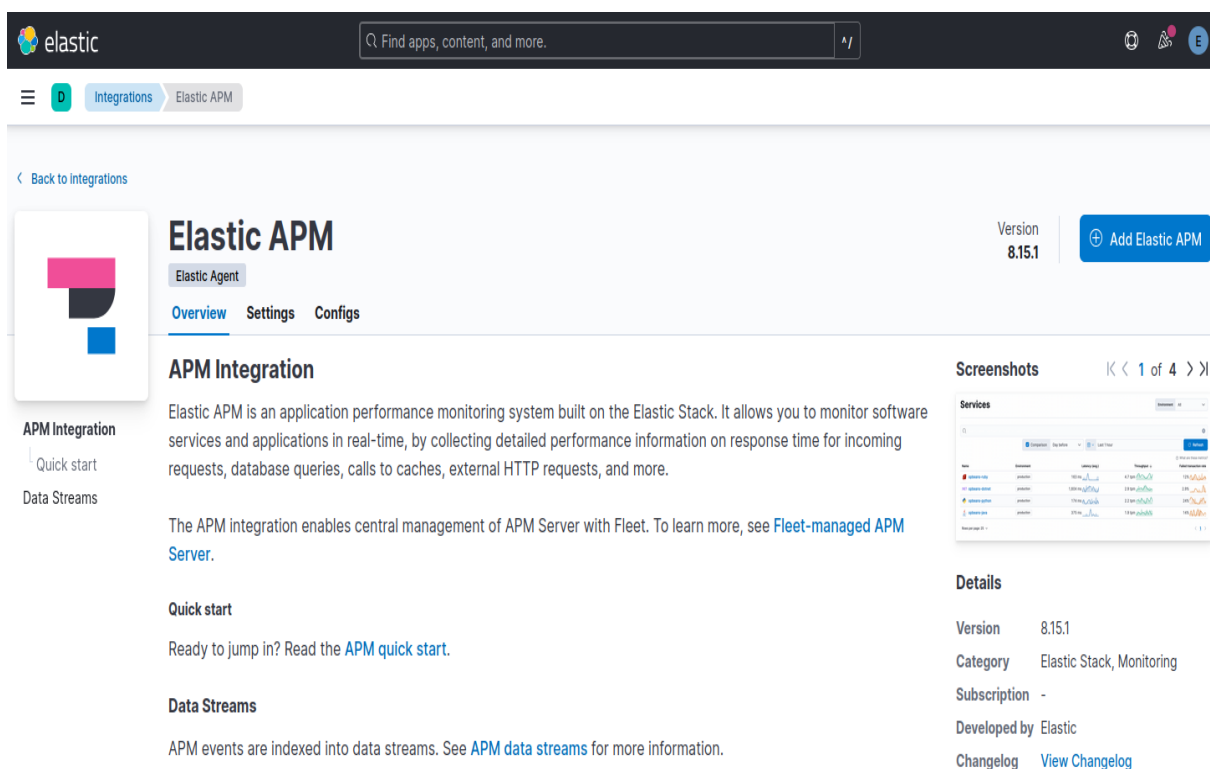 elastic
Find apps, content, and more.
^/
E
D
Integrations
Elastic APM
Back to integrations
Elastic APM
Version
8.15.1
Add Elastic APM
Elastic Agent
Overview
Settings
Configs
APM Integration
Quick start
Data Streams
APM Integration
Elastic APM is an application performance monitoring system built on the Elastic Stack. It allows you to monitor software
services and applications in real-time, by collecting detailed performance information on response time for incoming
requests, database queries, calls to caches, external HTTP requests, and more.
The APM integration enables central management of APM Server with Fleet. To learn more, see Fleet-managed APM
Server.
Quick start
Ready to jump in? Read the APM quick start.
Data Streams
APM events are indexed into data streams. See APM data streams for more information.
Screenshots
1 of 4
Services
Details
Version 8.15.1
Category Elastic Stack, Monitoring
Subscription -
Developed by Elastic
Changelog View Changelog